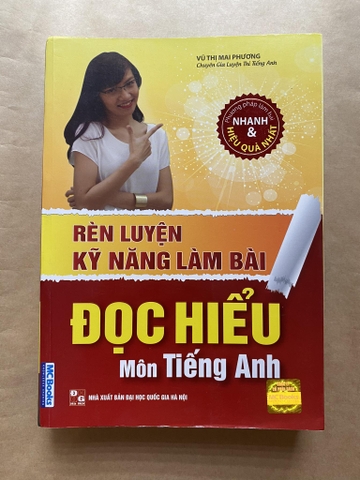 VŨ THỊ MAI PHƯƠNG
Chuyên Gia Luyện Thi Tiếng Anh
Phương pháp làm bài
NHANH
&
HIỆU QUẢ NHẤT
RÈN LUYỆN
KỸ NĂNG LÀM BÀI
ĐỌC HIỂU
Môn Tiếng Anh
MCBooks
NHÀ XUẤT BẢN ĐẠI HỌC QUỐC GIA HÀ NỘI